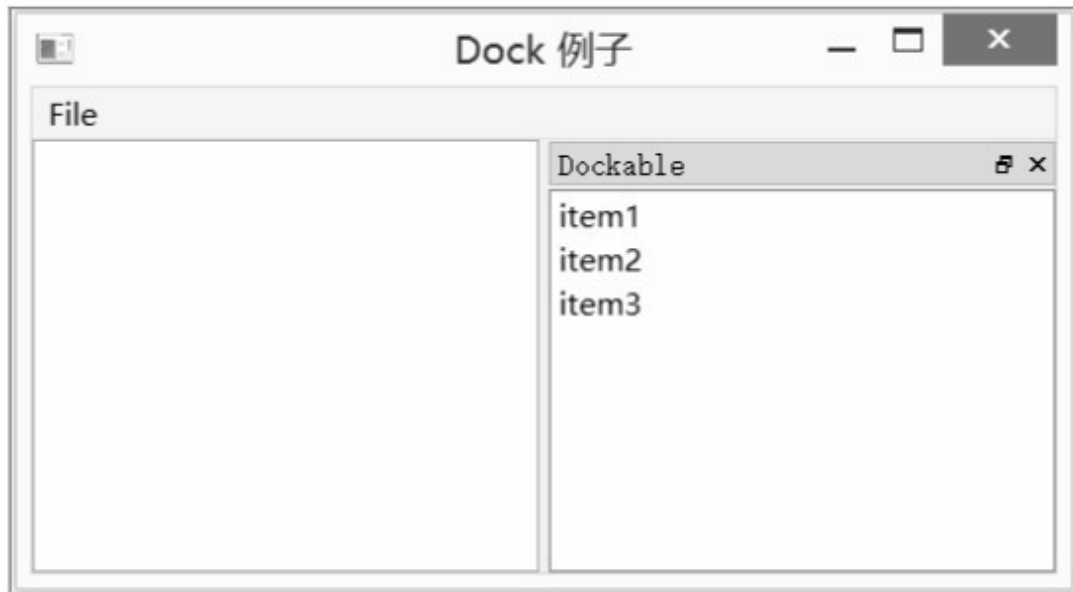 Dock 例子
File
Dockable
item1
item2
item3